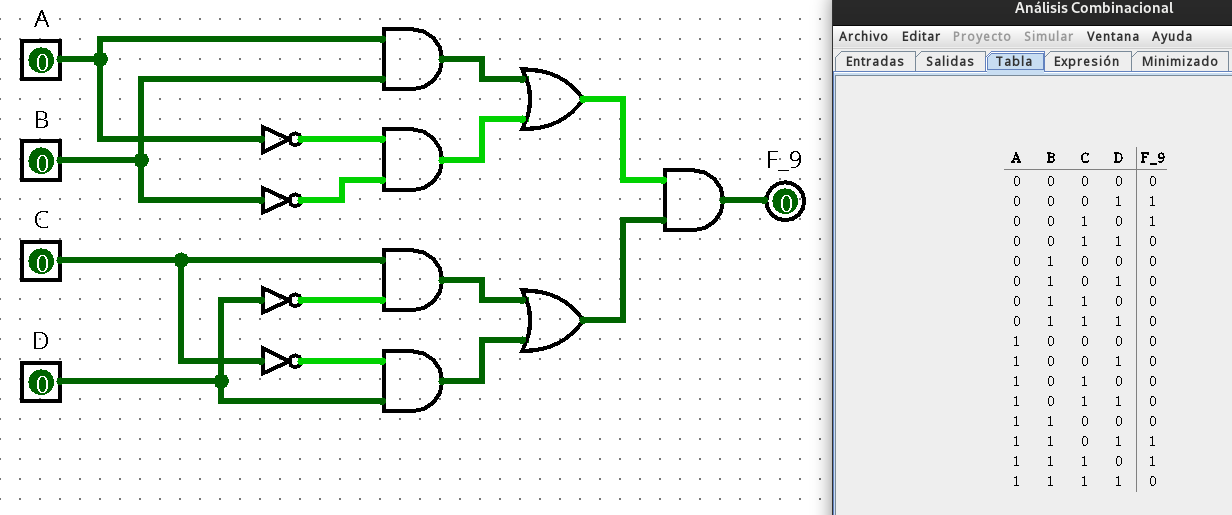 A
0
B
0
C
0
D
0
F_9
0
Análisis Combinacional
Archivo Editar Proyecto Simular Ventana Ayuda
Entradas Salidas Tabla Expresión Minimizado
A B C D F_9
0 0 0 0 0
0 0 0 1 1
0 0 1 0 1
0 0 1 1 0
0 1 0 0 0
0 1 0 1 0
0 1 1 0 0
0 1 1 1 0
1 0 0 0 0
1 0 0 1 0
1 0 1 0 0
1 0 1 1 0
1 1 0 0 0
1 1 0 1 1
1 1 1 0 1
1 1 1 1 0